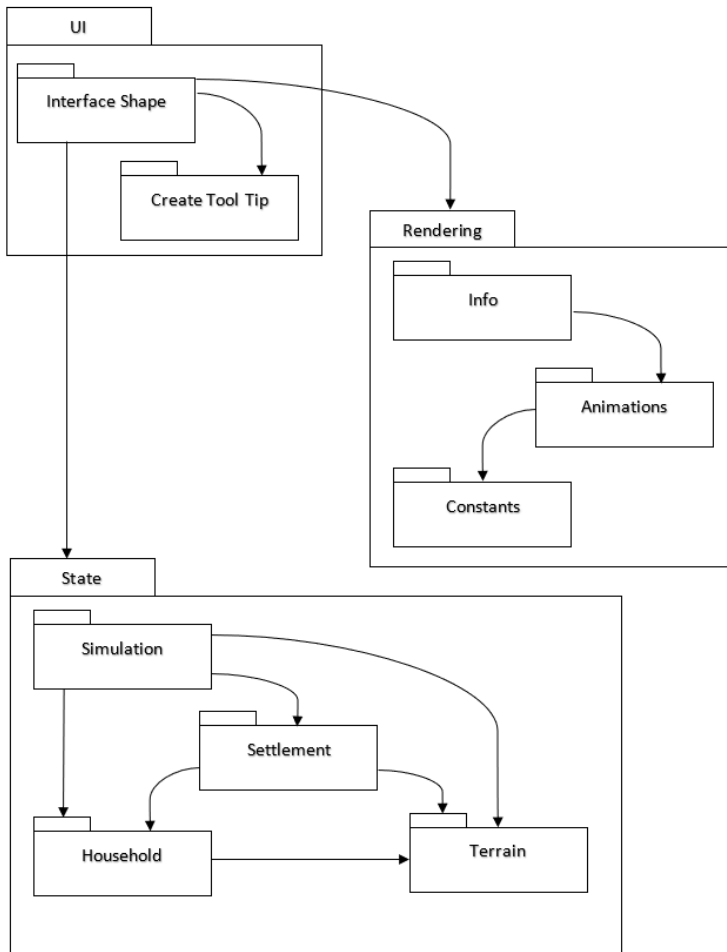 UI
Interface Shape
Create Tool Tip
Rendering
Info
Animations
Constants
State
Simulation
Settlement
Household
Terrain